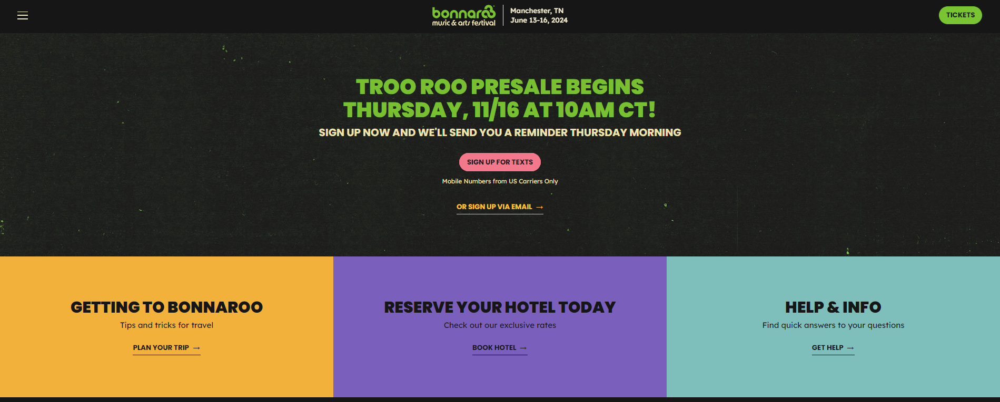 bonnaroo
music & arts festival
Manchester, TN
June 13-16, 2024
TICKETS
TROO ROO PRESALE BEGINS
THURSDAY, 11/16 AT 10AM CT!
SIGN UP NOW AND WE'LL SEND YOU A REMINDER THURSDAY MORNING
SIGN UP FOR TEXTS
Mobile Numbers from US Carriers Only
OR SIGN UP VIA EMAIL →
GETTING TO BONNAROO
Tips and tricks for travel
PLAN YOUR TRIP →
RESERVE YOUR HOTEL TODAY
Check out our exclusive rates
BOOK HOTEL →
HELP & INFO
Find quick answers to your questions
GET HELP →